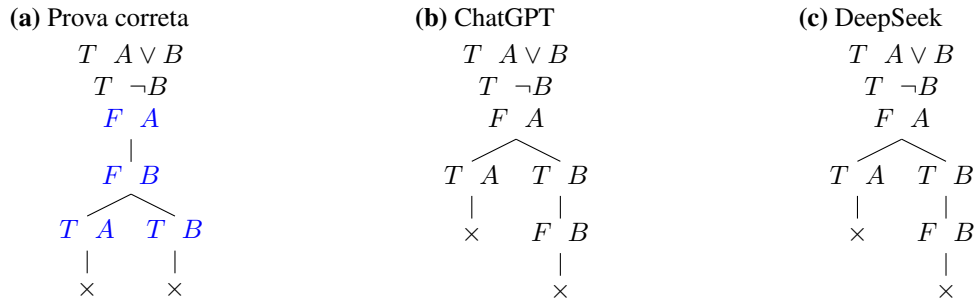 (a) Prova correta
T A ∨ B
T ¬B
F A
F B
T A T B
× ×
(b) ChatGPT
T A ∨ B
T ¬B
F A
T A T B
× F B
×
(c) DeepSeek
T A ∨ B
T ¬B
F A
T A T B
× F B
×